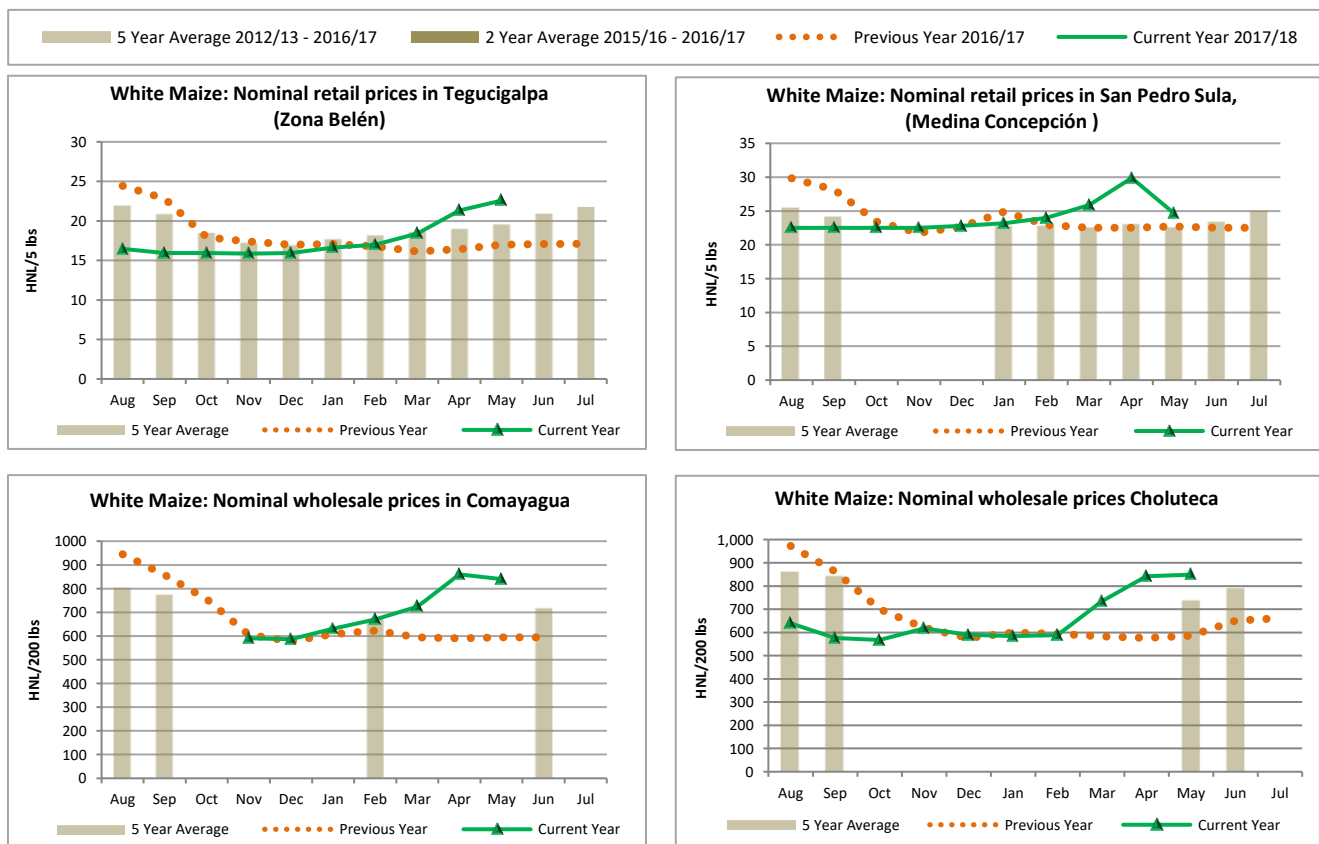 5 Year Average 2012/13 - 2016/17 2 Year Average 2015/16 - 2016/17 Previous Year 2016/17 Current Year 2017/18
White Maize: Nominal retail prices in Tegucigalpa
(Zona Belén)
HNL/5 lbs
30
25
20
15
10
5
0
Aug Sep Oct Nov Dec Jan Feb Mar Apr May Jun Jul
5 Year Average Previous Year Current Year
White Maize: Nominal retail prices in San Pedro Sula,
(Medina Concepción )
HNL/5 lbs
35
30
25
20
15
10
5
0
Aug Sep Oct Nov Dec Jan Feb Mar Apr May Jun Jul
5 Year Average Previous Year Current Year
White Maize: Nominal wholesale prices in Comayagua
HNL/200 lbs
1000
900
800
700
600
500
400
300
200
100
0
Aug Sep Oct Nov Dec Jan Feb Mar Apr May Jun Jul
5 Year Average Previous Year Current Year
White Maize: Nominal wholesale prices Choluteca
HNL/200 lbs
1,000
900
800
700
600
500
400
300
200
100
0
Aug Sep Oct Nov Dec Jan Feb Mar Apr May Jun Jul
5 Year Average Previous Year Current Year